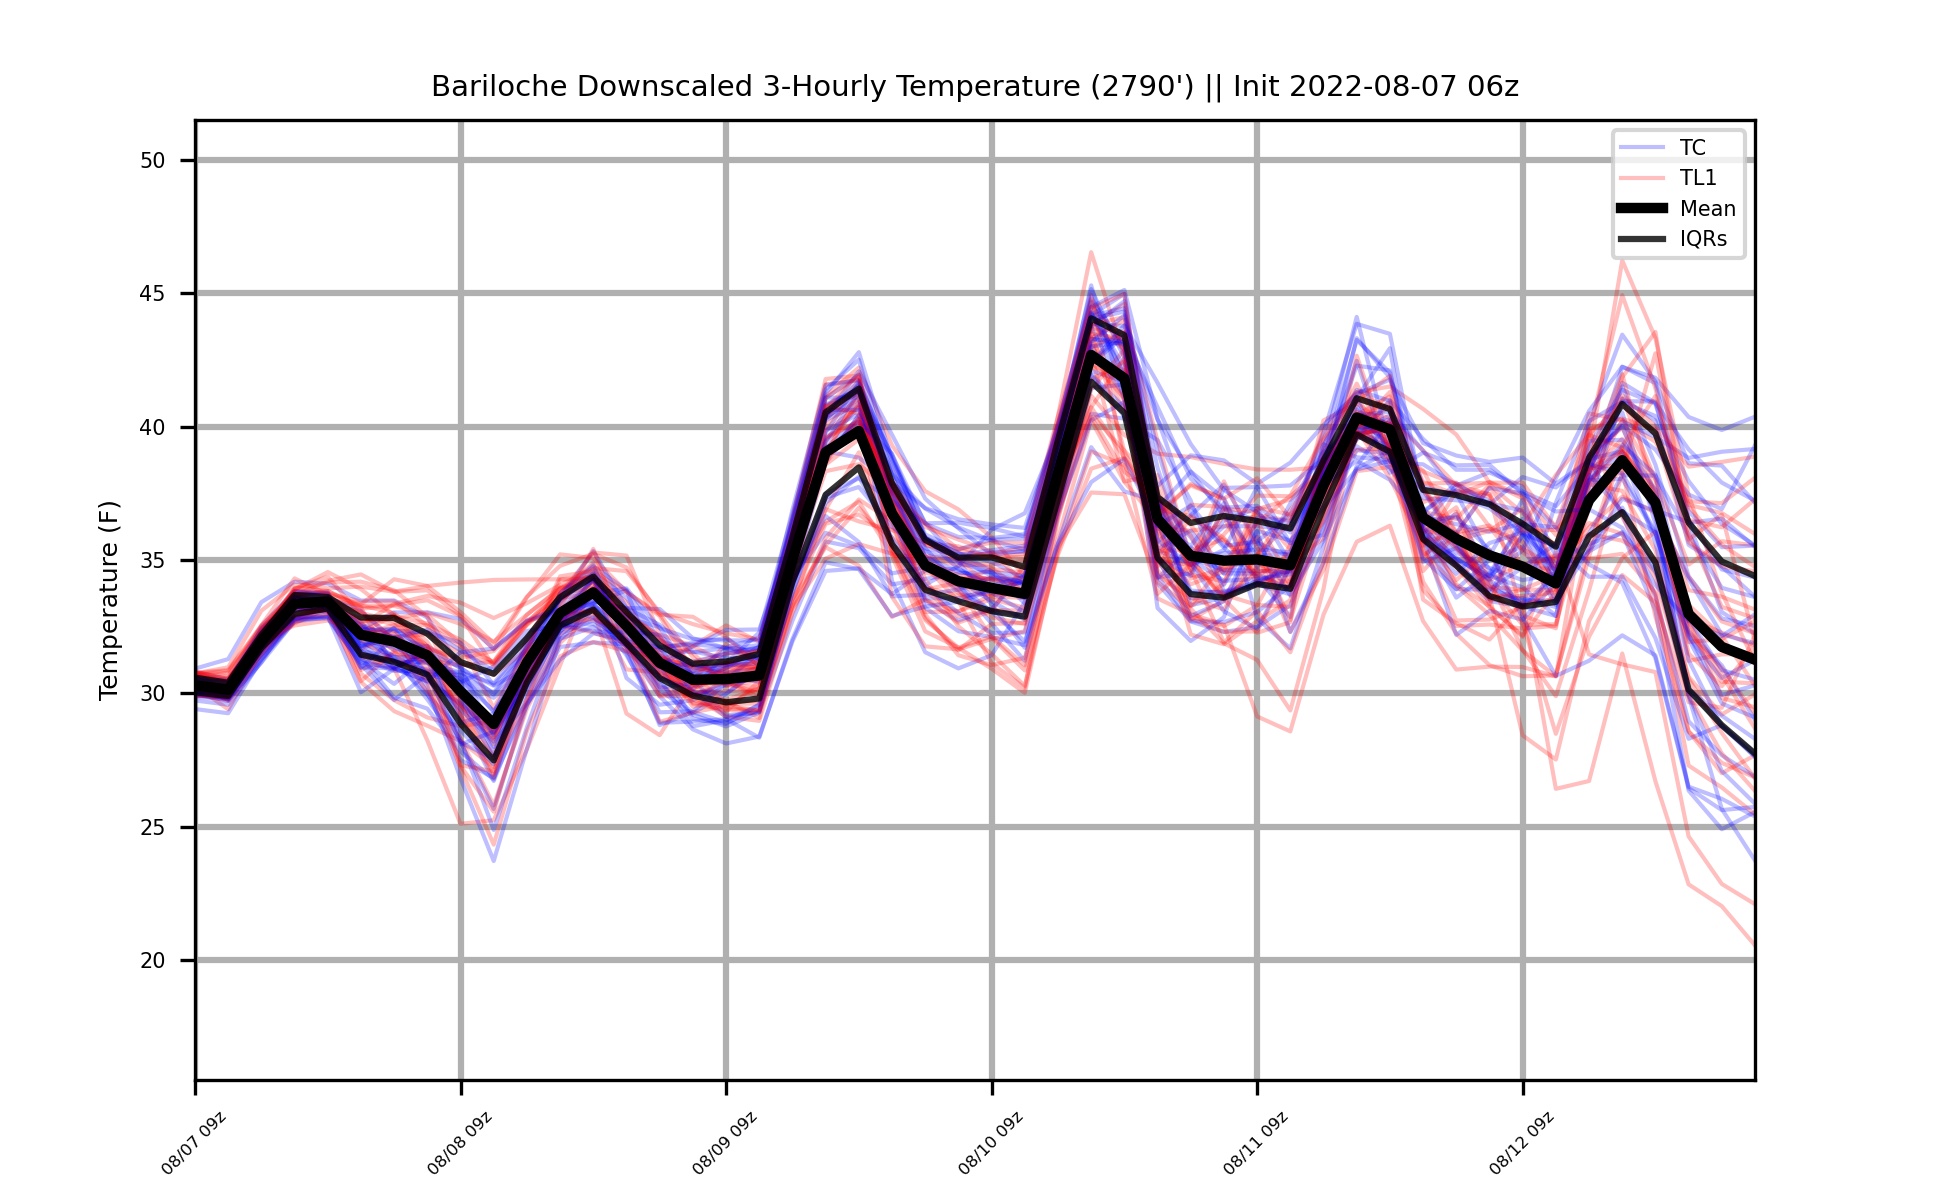 Bariloche Downscaled 3-Hourly Temperature (2790') || Init 2022-08-07 06z
TC
TL1
Mean
IQRs
Temperature (F)
50
45
40
35
30
25
20
08/07 09z
08/08 09z
08/09 09z
08/10 09z
08/11 09z
08/12 09z